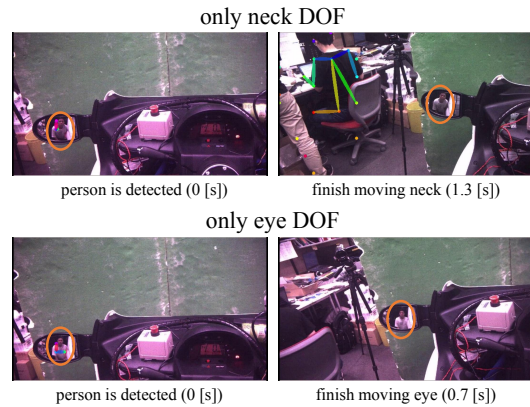 only neck DOF
person is detected (0 [s])
finish moving neck (1.3 [s])
only eye DOF
person is detected (0 [s])
finish moving eye (0.7 [s])